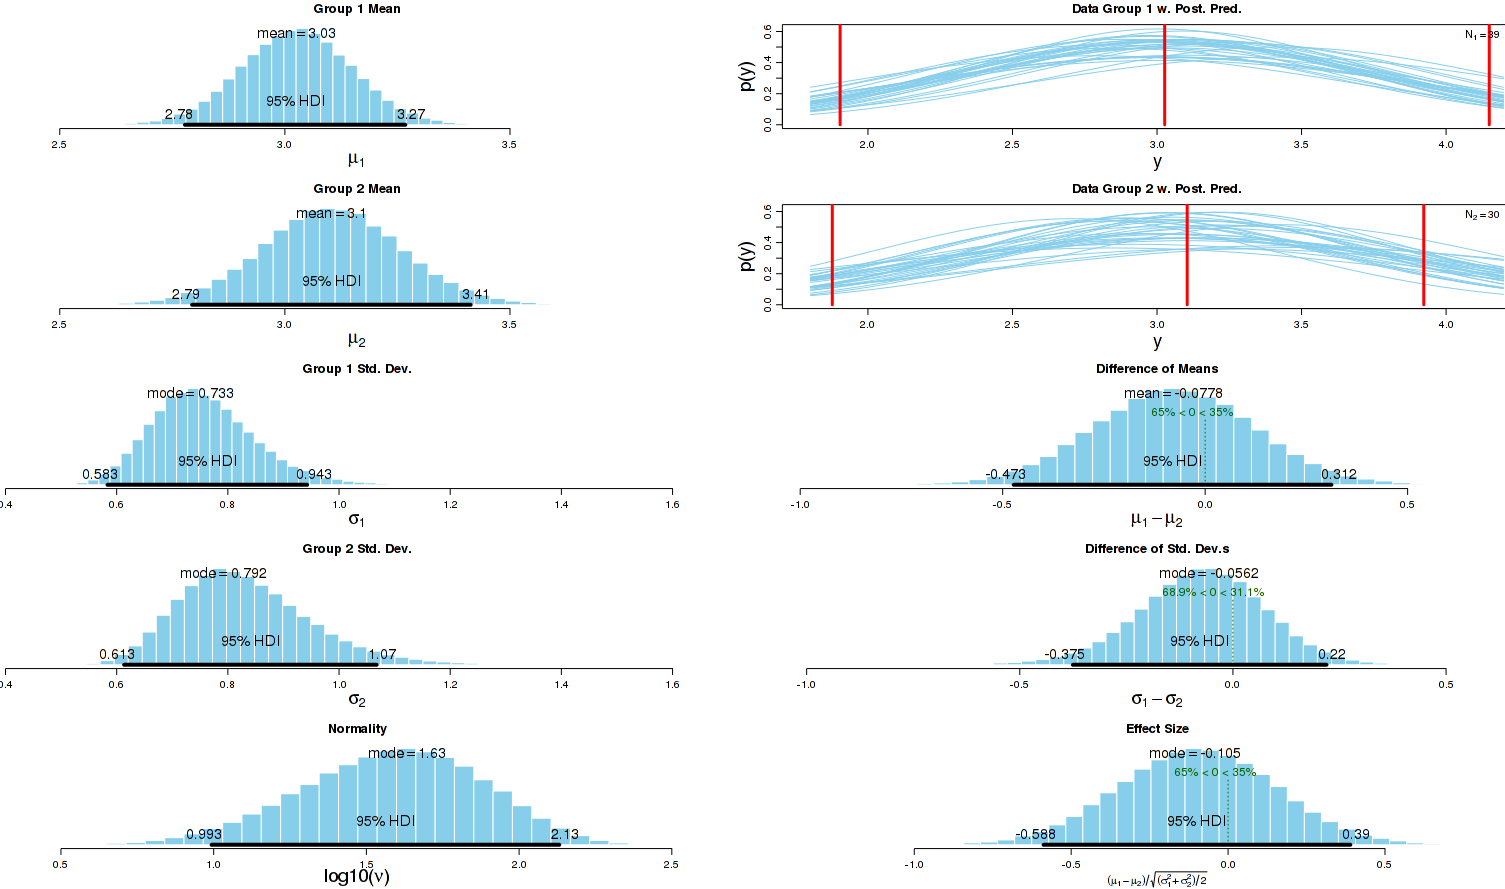 Group 1 Mean
mean = 3.03
95% HDI
2.78 3.27
2.5 3.0 3.5
μ1
Data Group 1 w. Post. Pred.
N1 = 89
p(y)
0.0 0.2 0.4 0.6
2.0 2.5 3.0 3.5 4.0
y
Group 2 Mean
mean = 3.1
95% HDI
2.79 3.41
2.5 3.0 3.5
μ2
Data Group 2 w. Post. Pred.
N2 = 30
p(y)
0.0 0.2 0.4 0.6
2.0 2.5 3.0 3.5 4.0
y
Group 1 Std. Dev.
mode = 0.733
95% HDI
0.583 0.943
0.4 0.6 0.8 1.0 1.2 1.4 1.6
σ1
Difference of Means
mean = -0.0778
65% < 0 < 35%
95% HDI
-0.473 0.312
-1.0 -0.5 0.0 0.5
μ1 − μ2
Group 2 Std. Dev.
mode = 0.792
95% HDI
0.613 1.07
0.4 0.6 0.8 1.0 1.2 1.4 1.6
σ2
Difference of Std. Dev.s
mode = -0.0562
68.9% < 0 < 31.1%
95% HDI
-0.375 0.22
-1.0 -0.5 0.0 0.5
σ1 − σ2
Normality
mode = 1.63
95% HDI
0.993 2.13
0.5 1.0 1.5 2.0 2.5
log10(ν)
Effect Size
mode = -0.105
65% < 0 < 35%
95% HDI
-0.588 0.39
-1.0 -0.5 0.0 0.5
(μ1 − μ2)/√(σ1² + σ2²)/2